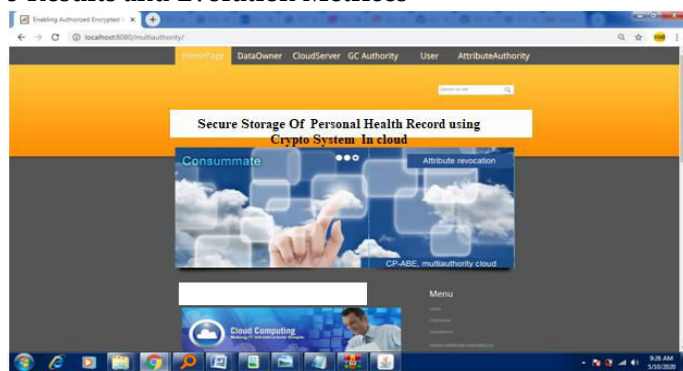 Enabling Authorized Encrypted
localhost:8080/multiauthority/
HomePage DataOwner CloudServer GC Authority User AttributeAuthority
Secure Storage Of Personal Health Record using
Crypto System In cloud
Consummate
Attribute revocation
CP-ABE, multiauthority cloud
Menu
Cloud Computing
9:26 AM
5/10/2020